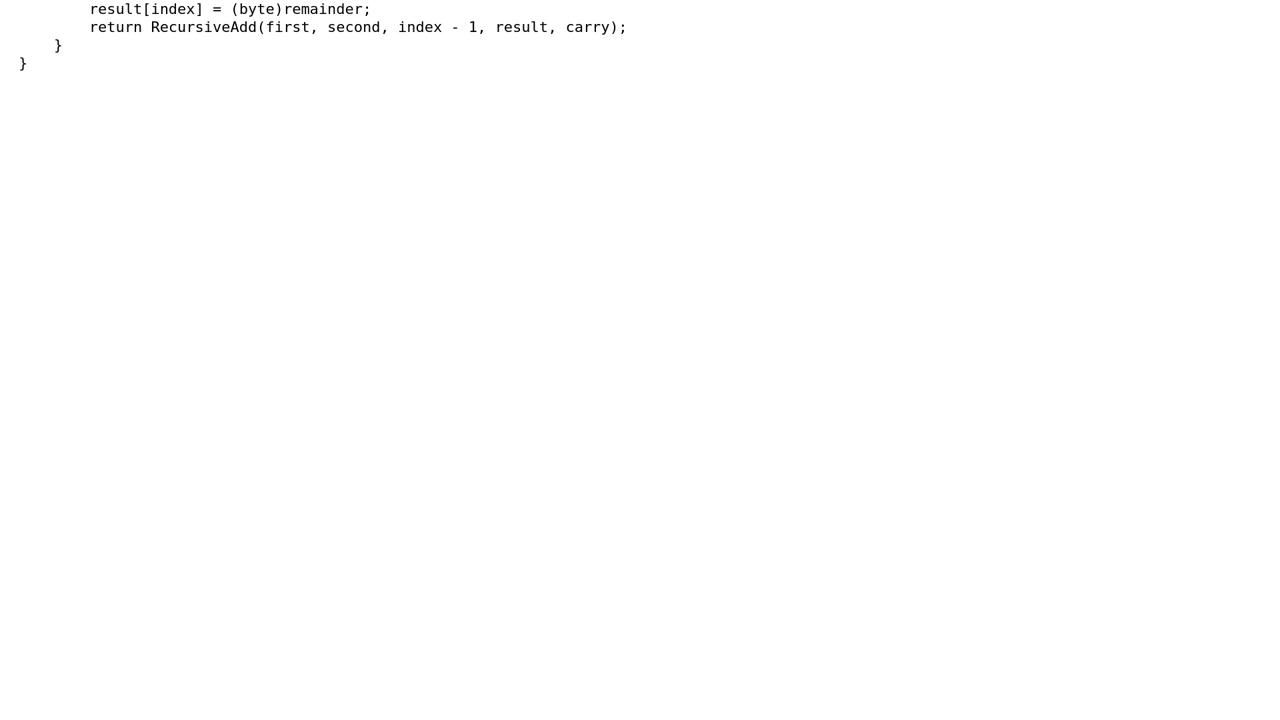 result[index] = (byte)remainder;
        return RecursiveAdd(first, second, index - 1, result, carry);
    }
}